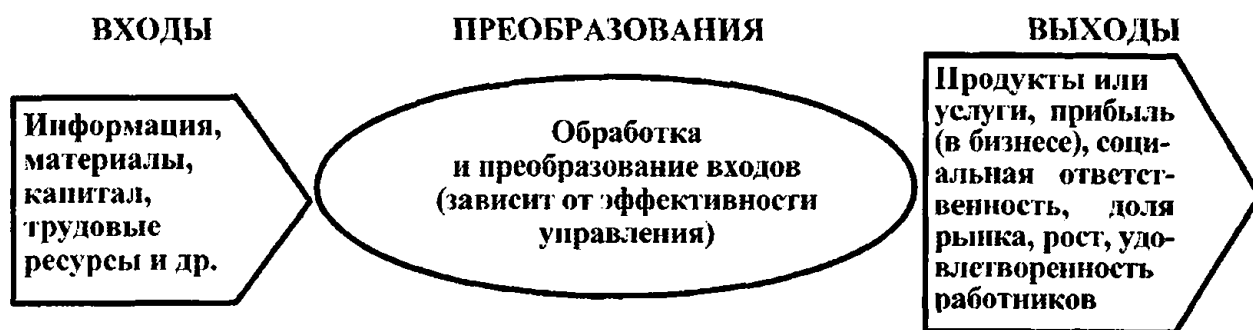 ВХОДЫ
ПРЕОБРАЗОВАНИЯ
ВЫХОДЫ
Информация,
материалы,
капитал,
трудовые
ресурсы и др.
Обработка
и преобразование входов
(зависит от эффективности
управления)
Продукты или
услуги, прибыль
(в бизнесе), соци-
альная ответст-
венность, доля
рынка, рост, удо-
влетворенность
работников